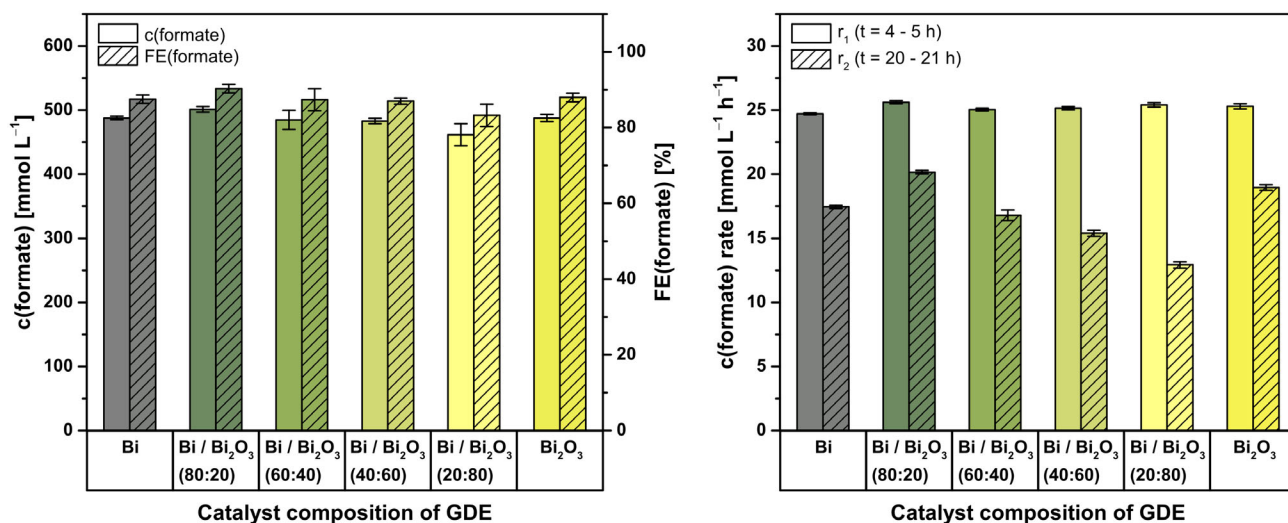 c(formate)
FE(formate)
c(formate) [mmol L⁻¹]
600
500
400
300
200
100
0
FE(formate) [%]
100
80
60
40
20
0
Bi
Bi / Bi₂O₃
(80:20)
Bi / Bi₂O₃
(60:40)
Bi / Bi₂O₃
(40:60)
Bi / Bi₂O₃
(20:80)
Bi₂O₃
Catalyst composition of GDE
r₁ (t = 4 - 5 h)
r₂ (t = 20 - 21 h)
c(formate) rate [mmol L⁻¹ h⁻¹]
30
25
20
15
10
5
0
Bi
Bi / Bi₂O₃
(80:20)
Bi / Bi₂O₃
(60:40)
Bi / Bi₂O₃
(40:60)
Bi / Bi₂O₃
(20:80)
Bi₂O₃
Catalyst composition of GDE